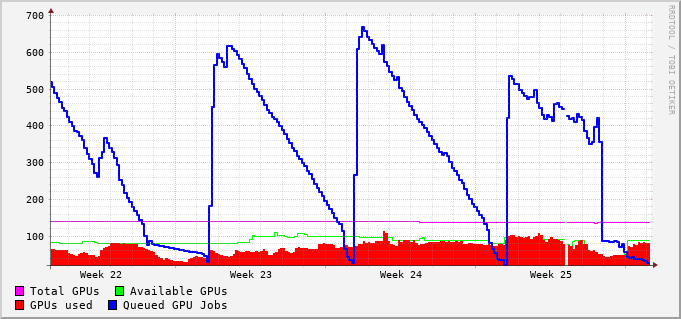 700
600
500
400
300
200
100
Week 22 Week 23 Week 24 Week 25
Total GPUs Available GPUs
GPUs used Queued GPU Jobs
RRDTOOL / TOBI OETIKER